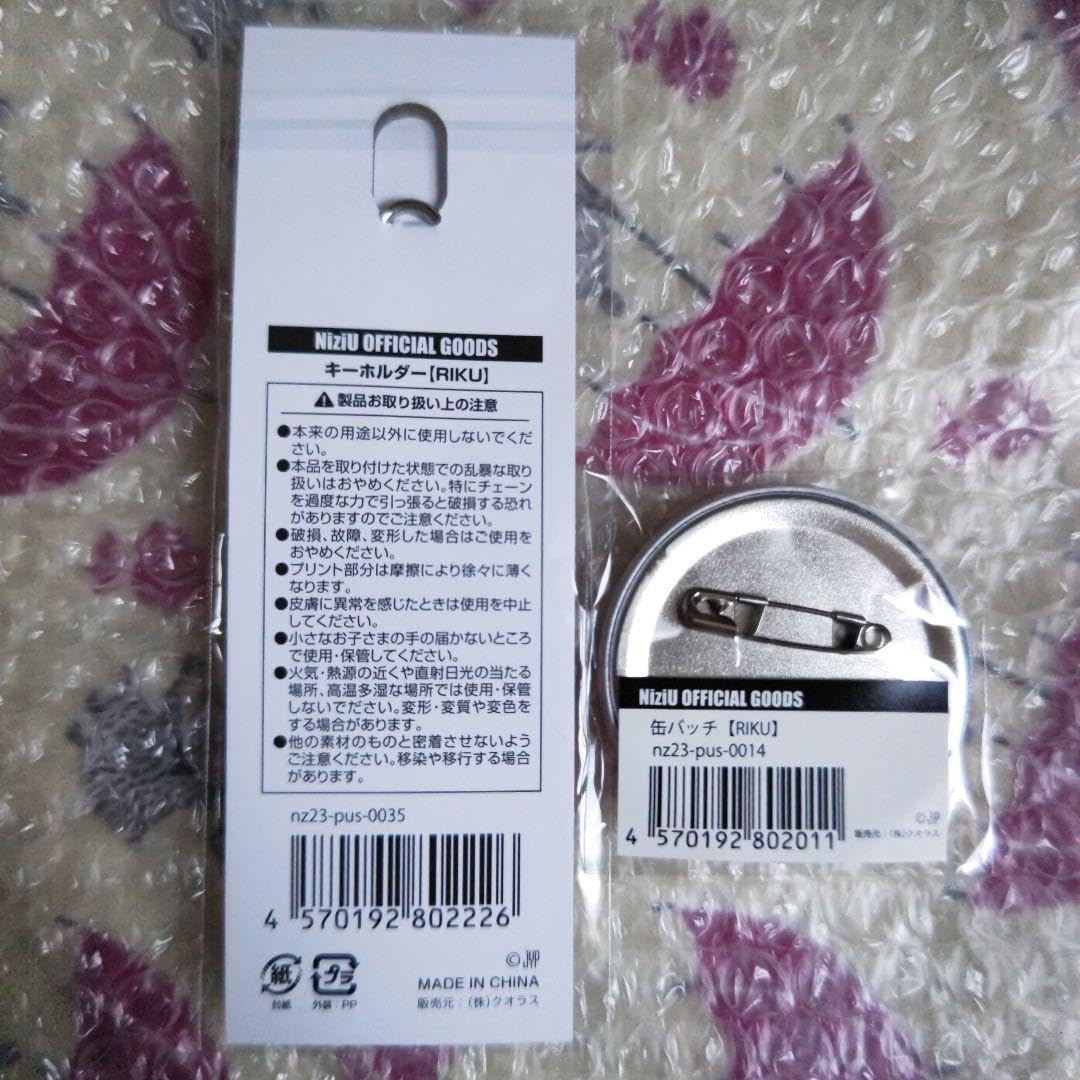 NiziU OFFICIAL GOODS
キーホルダー【RIKU】
製品お取り扱い上の注意
●本来の用途以外に使用しないでくだ
さい。
●本品を取り付けた状態での乱暴な取り
扱いはおやめください。特にチェーン
を過度な力で引っ張ると破損する恐れ
がありますのでご注意ください。
●破損、故障、変形した場合はご使用を
おやめください。
●プリント部分は摩擦により徐々に薄く
なります。
●皮膚に異常を感じたときは使用を中止
してください。
●小さなお子さまの手の届かないところ
で使用・保管してください。
●火気・熱源の近くや直射日光の当たる
場所、高温多湿な場所では使用・保管
しないでください。変形・変質や変色をを
する場合があります。
●他の素材のものと密着させないよう
ご注意ください。移染や移行する場合
があります。
nz23-pus-0035
4 570192 802226
紙
台紙
プラ
外装：PP
© JYP
MADE IN CHINA
販売元：（株）クオラス
NiziU OFFICIAL GOODS
缶バッチ【RIKU】
nz23-pus-0014
4 570192 802011
© JYP
販売元：（株）クオラス